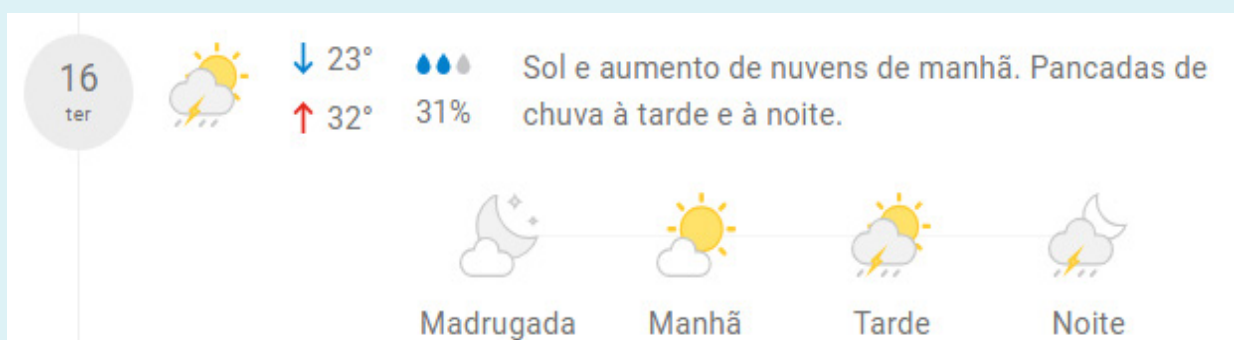 16
ter
↓ 23°
↑ 32°
31%
Sol e aumento de nuvens de manhã. Pancadas de
chuva à tarde e à noite.
Madrugada Manhã Tarde Noite